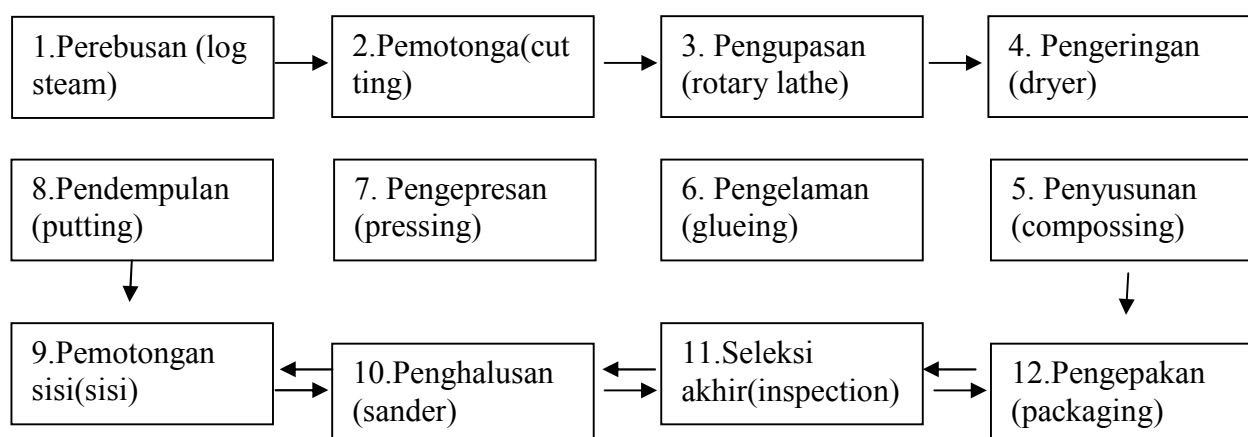 1.Perebusan (log
steam)
2.Pemotonga(cut
ting)
3. Pengupasan
(rotary lathe)
4. Pengeringan
(dryer)
8.Pendempulan
(putting)
7. Pengepresan
(pressing)
6. Pengelaman
(glueing)
5. Penyusunan
(compossing)
9.Pemotongan
sisi(sisi)
10.Penghalusan
(sander)
11.Seleksi
akhir(inspection)
12.Pengepakan
(packaging)